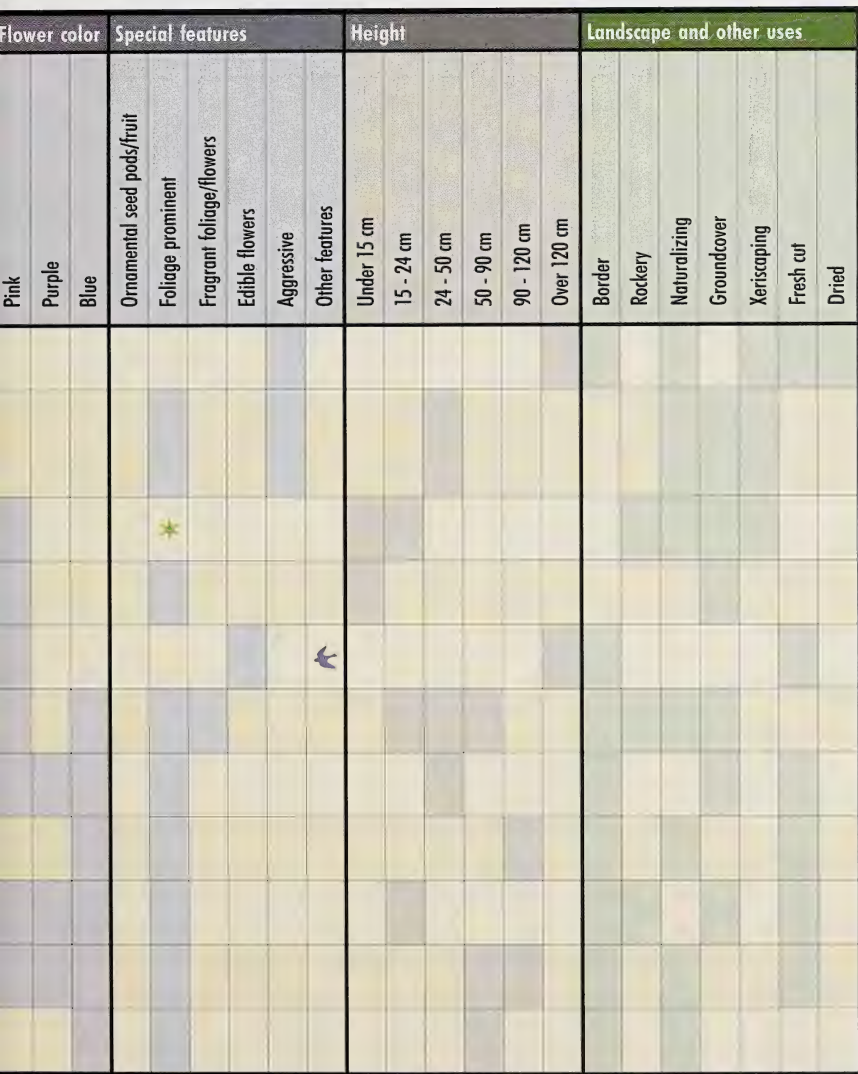 Flower color
Special features
Height
Landscape and other uses
Pink
Purple
Blue
Ornamental seed pods/fruit
Foliage prominent
Fragrant foliage/flowers
Edible flowers
Aggressive
Other features
Under 15 cm
15 - 24 cm
24 - 50 cm
50 - 90 cm
90 - 120 cm
Over 120 cm
Border
Rockery
Naturalizing
Groundcover
Xeriscaping
Fresh cut
Dried